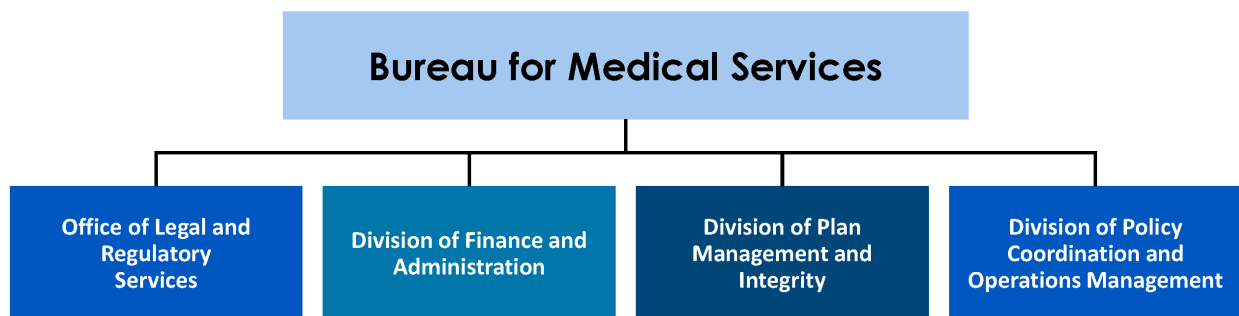 Bureau for Medical Services
Office of Legal and
Regulatory
Services
Division of Finance and
Administration
Division of Plan
Management and
Integrity
Division of Policy
Coordination and
Operations Management